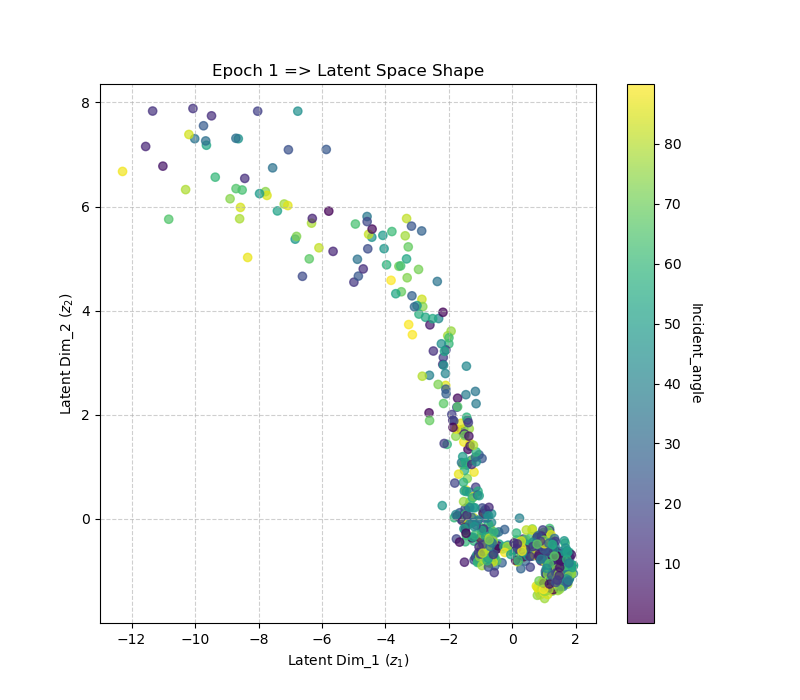 Epoch 1 => Latent Space Shape
8
6
4
2
0
Latent Dim_2 (z₂)
−12 −10 −8 −6 −4 −2 0 2
Latent Dim_1 (z₁)
80
70
60
50
40
30
20
10
Incident_angle